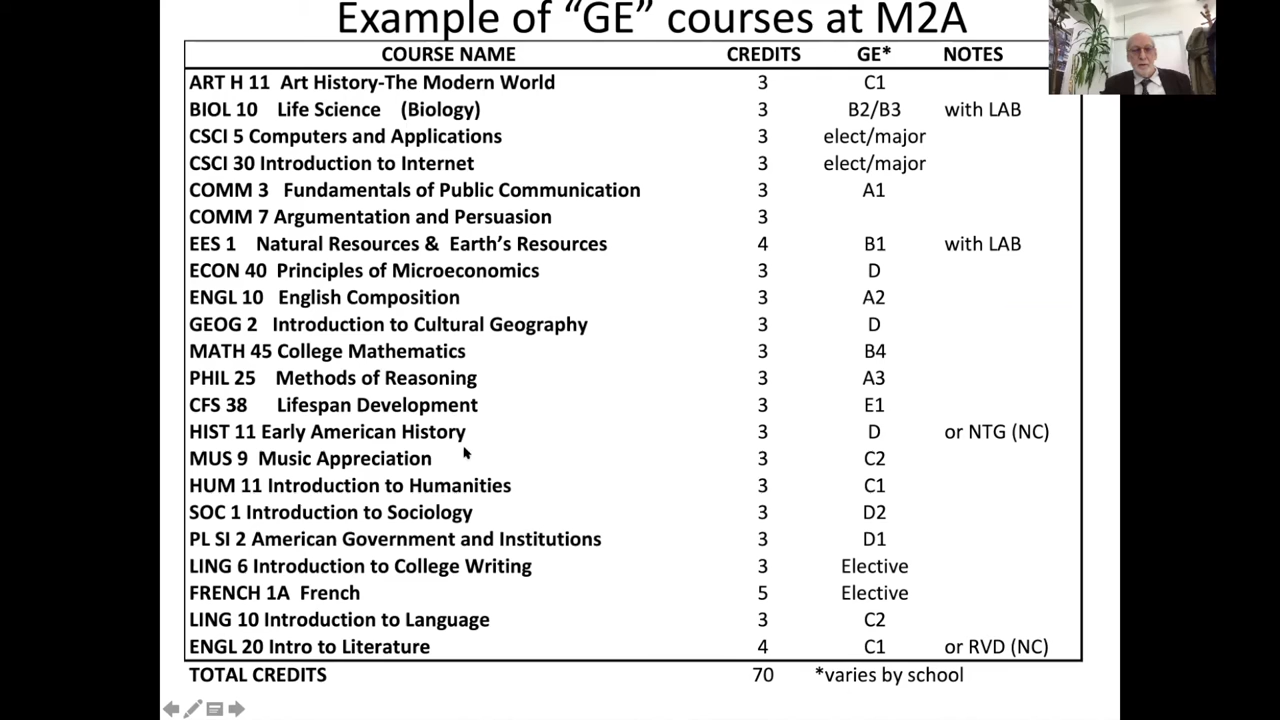 Example of “GE” courses at M2A
COURSE NAME CREDITS GE* NOTES
ART H 11 Art History-The Modern World 3 C1
BIOL 10 Life Science (Biology) 3 B2/B3 with LAB
CSCI 5 Computers and Applications 3 elect/major
CSCI 30 Introduction to Internet 3 elect/major
COMM 3 Fundamentals of Public Communication 3 A1
COMM 7 Argumentation and Persuasion 3
EES 1 Natural Resources & Earth’s Resources 4 B1 with LAB
ECON 40 Principles of Microeconomics 3 D
ENGL 10 English Composition 3 A2
GEOG 2 Introduction to Cultural Geography 3 D
MATH 45 College Mathematics 3 B4
PHIL 25 Methods of Reasoning 3 A3
CFS 38 Lifespan Development 3 E1
HIST 11 Early American History 3 D or NTG (NC)
MUS 9 Music Appreciation 3 C2
HUM 11 Introduction to Humanities 3 C1
SOC 1 Introduction to Sociology 3 D2
PL SI 2 American Government and Institutions 3 D1
LING 6 Introduction to College Writing 3 Elective
FRENCH 1A French 5 Elective
LING 10 Introduction to Language 3 C2
ENGL 20 Intro to Literature 4 C1 or RVD (NC)
TOTAL CREDITS 70 *varies by school